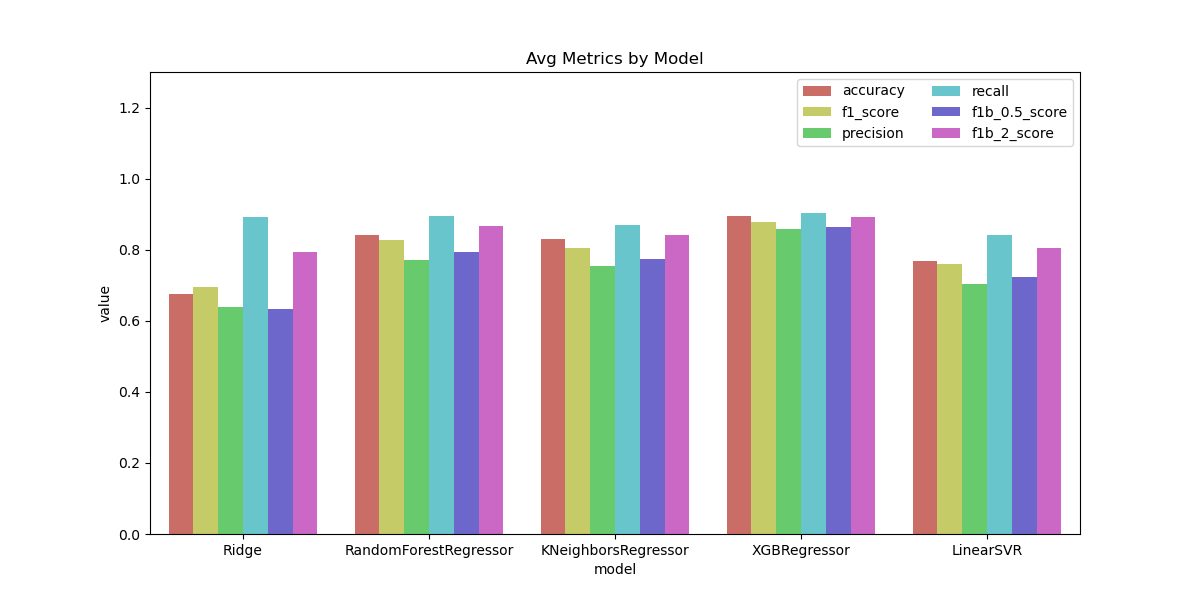 Avg Metrics by Model
accuracy
f1_score
precision
recall
f1b_0.5_score
f1b_2_score
value
1.2
1.0
0.8
0.6
0.4
0.2
0.0
Ridge
RandomForestRegressor
KNeighborsRegressor
XGBRegressor
LinearSVR
model